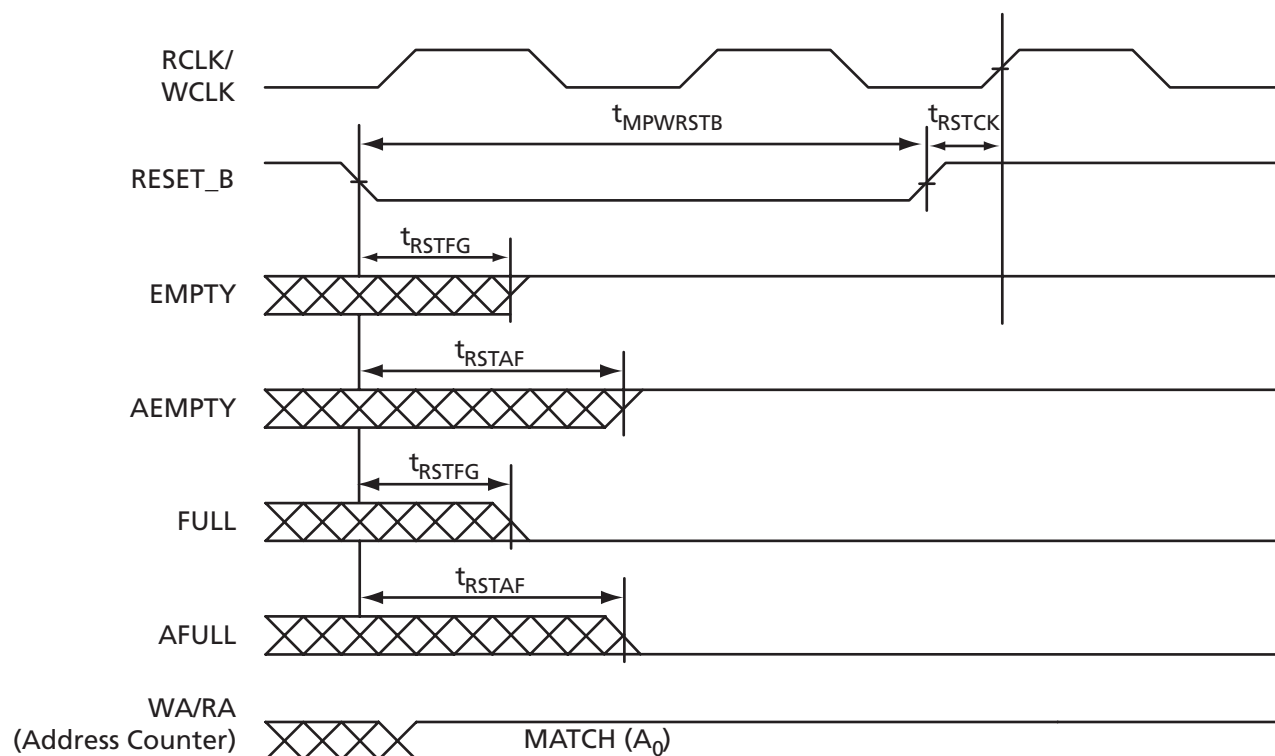 RCLK/
WCLK
tMPWRSTB
tRSTCK
RESET_B
tRSTFG
EMPTY
tRSTAF
AEMPTY
tRSTFG
FULL
tRSTAF
AFULL
WA/RA
(Address Counter)
MATCH (A0)